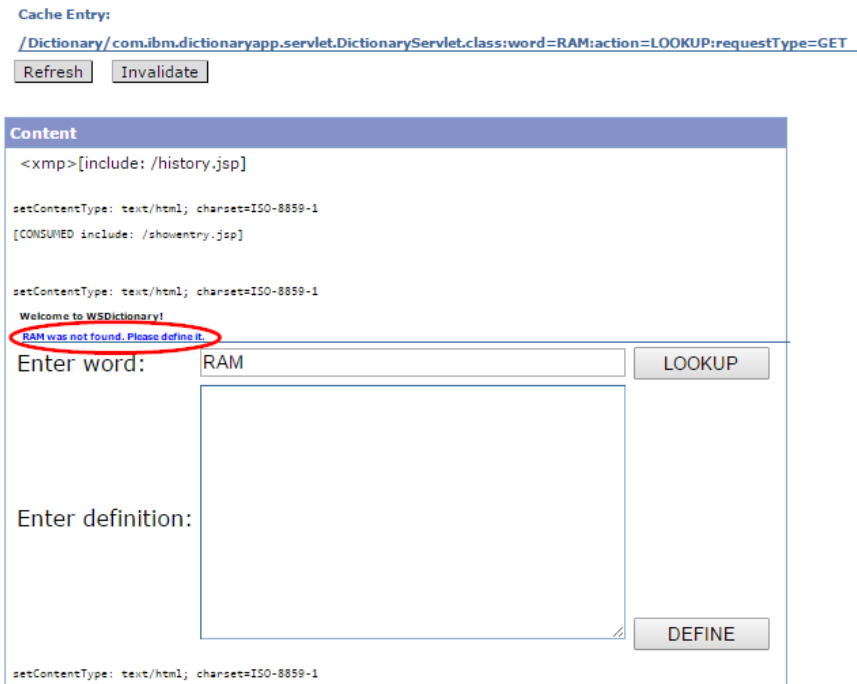 Cache Entry:
/Dictionary/com.ibm.dictionaryapp.servlet.DictionaryServlet.class:word=RAM:action=LOOKUP:requestType=GET
Refresh Invalidate
Content
<xmp>[include: /history.jsp]
setContentType: text/html; charset=ISO-8859-1
[CONSUMED include: /showentry.jsp]
setContentType: text/html; charset=ISO-8859-1
Welcome to WSDictionary!
RAM was not found. Please define it.
Enter word: RAM LOOKUP
Enter definition:
DEFINE
setContentType: text/html; charset=ISO-8859-1